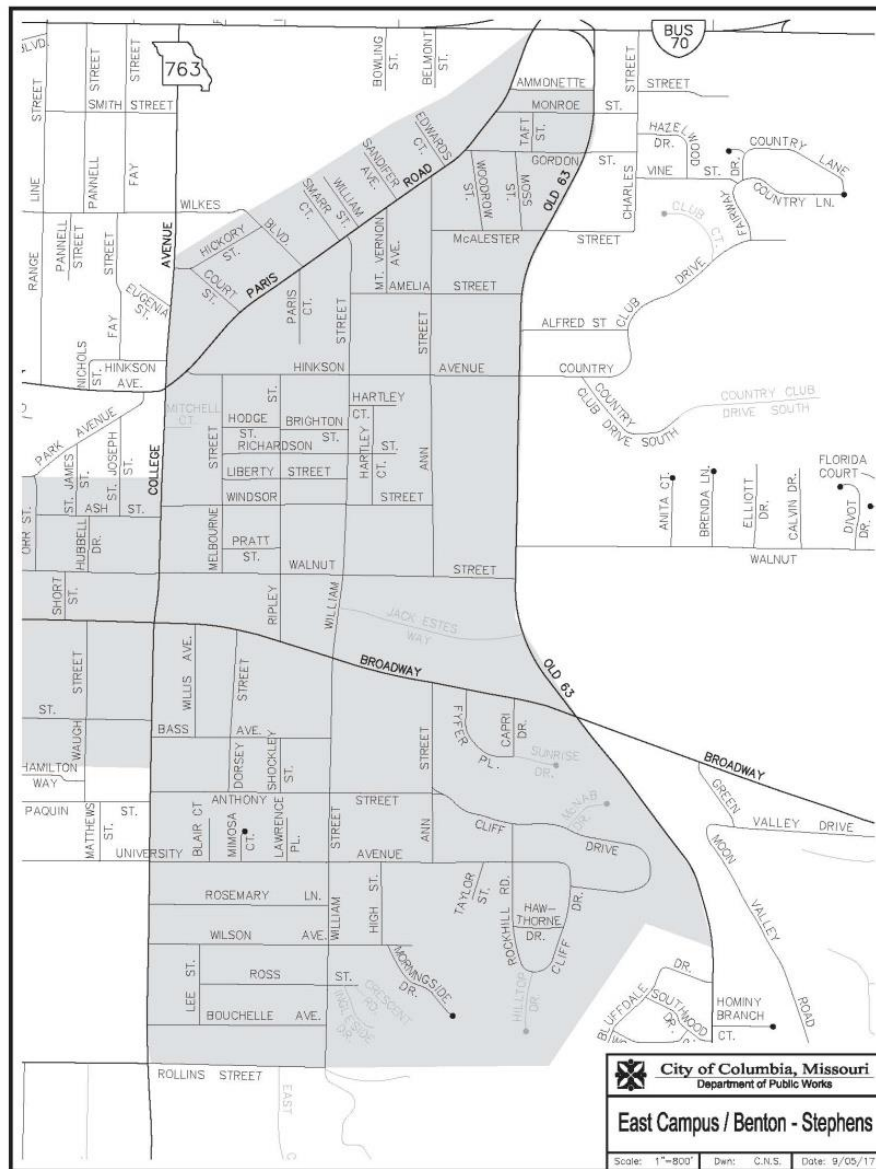 BLVD.
STREET
STREET
763
BOWLING
ST.
BELMONT
ST.
BUS
70
STREET
STREET
AMMONETTE
MONROE ST.
SMITH STREET
LINE
PANNELL
FAY
EDWARDS
CT.
SANDIFER
AVE.
WILLIAM
ST.
SMARR
CT.
ROAD
TAFT
ST.
GORDON ST.
HAZELWOOD
DR.
COUNTRY LANE
DR.
VINE ST.
COUNTRY LN.
WOODROW
ST.
MOSS
ST.
OLD 63
CHARLES
FAIRWAY
CLUB CT.
WILKES BLVD.
HICKORY
ST.
McALESTER STREET
RANGE
PANNELL
STREET
STREET
AVENUE
COURT
ST.
PARIS
MT. VERNON
AVE.
DRIVE
CLUB
EUGENIA
ST.
PARIS
CT.
STREET
AMELIA STREET
FAY
STREET
ALFRED ST
NICHOLS
ST.
HINKSON
AVE.
HINKSON AVENUE
COUNTRY
COUNTRY
CLUB DRIVE SOUTH
COUNTRY CLUB
DRIVE SOUTH
PARK AVENUE
MITCHELL
CT.
ST.
HODGE
ST.
BRIGHTON
ST.
HARTLEY
CT.
RICHARDSON ST.
HARTLEY
CT.
ANN
LIBERTY STREET
WINDSOR STREET
STREET
MELBOURNE
ST. JAMES
ST.
ST. JOSEPH
ST.
COLLEGE
ASH ST.
ORR ST.
HUBBELL
DR.
ANITA CT.
BRENDA LN.
ELLIOTT
DR.
CALVIN DR.
FLORIDA
COURT
DIVOT
DR.
PRATT
ST.
WALNUT STREET
WALNUT
SHORT
ST.
RIPLEY
WILLIAM
JACK ESTES
WAY
BROADWAY
OLD 63
STREET
WILLIS AVE.
STREET
ST.
BASS AVE.
STREET
FYFER
PL.
CAPRI
DR.
SUNRISE
DR.
BROADWAY
WAUGH
HAMILTON
WAY
DORSEY
SHOCKLEY
ST.
McNAB
DR.
GREEN
VALLEY DRIVE
PAQUIN ST.
ANTHONY STREET
MATTHEWS
ST.
BLAIR CT
MIMOSA
CT.
LAWRENCE
PL.
STREET
ANN
CLIFF DRIVE
MOON
VALLEY
ROAD
UNIVERSITY AVENUE
ROSEMARY LN.
WILLIAM
HIGH ST.
TAYLOR
ST.
ROCKHILL RD.
HAW-
THORNE
DR.
CLIFF
DR.
WILSON AVE.
LEE ST.
ROSS ST.
MORNINGSIDE
DR.
CRESCENT
RD.
INGLESIDE
DR.
BOUCHELLE AVE.
HILLTOP
DR.
BLUFFDALE
DR.
SOUTHWOOD
DR.
HOMINY
BRANCH
CT.
ROLLINS STREET
EAST
City of Columbia, Missouri
Department of Public Works
East Campus / Benton - Stephens
Scale: 1"=800' Dwn: C.N.S. Date: 9/05/17